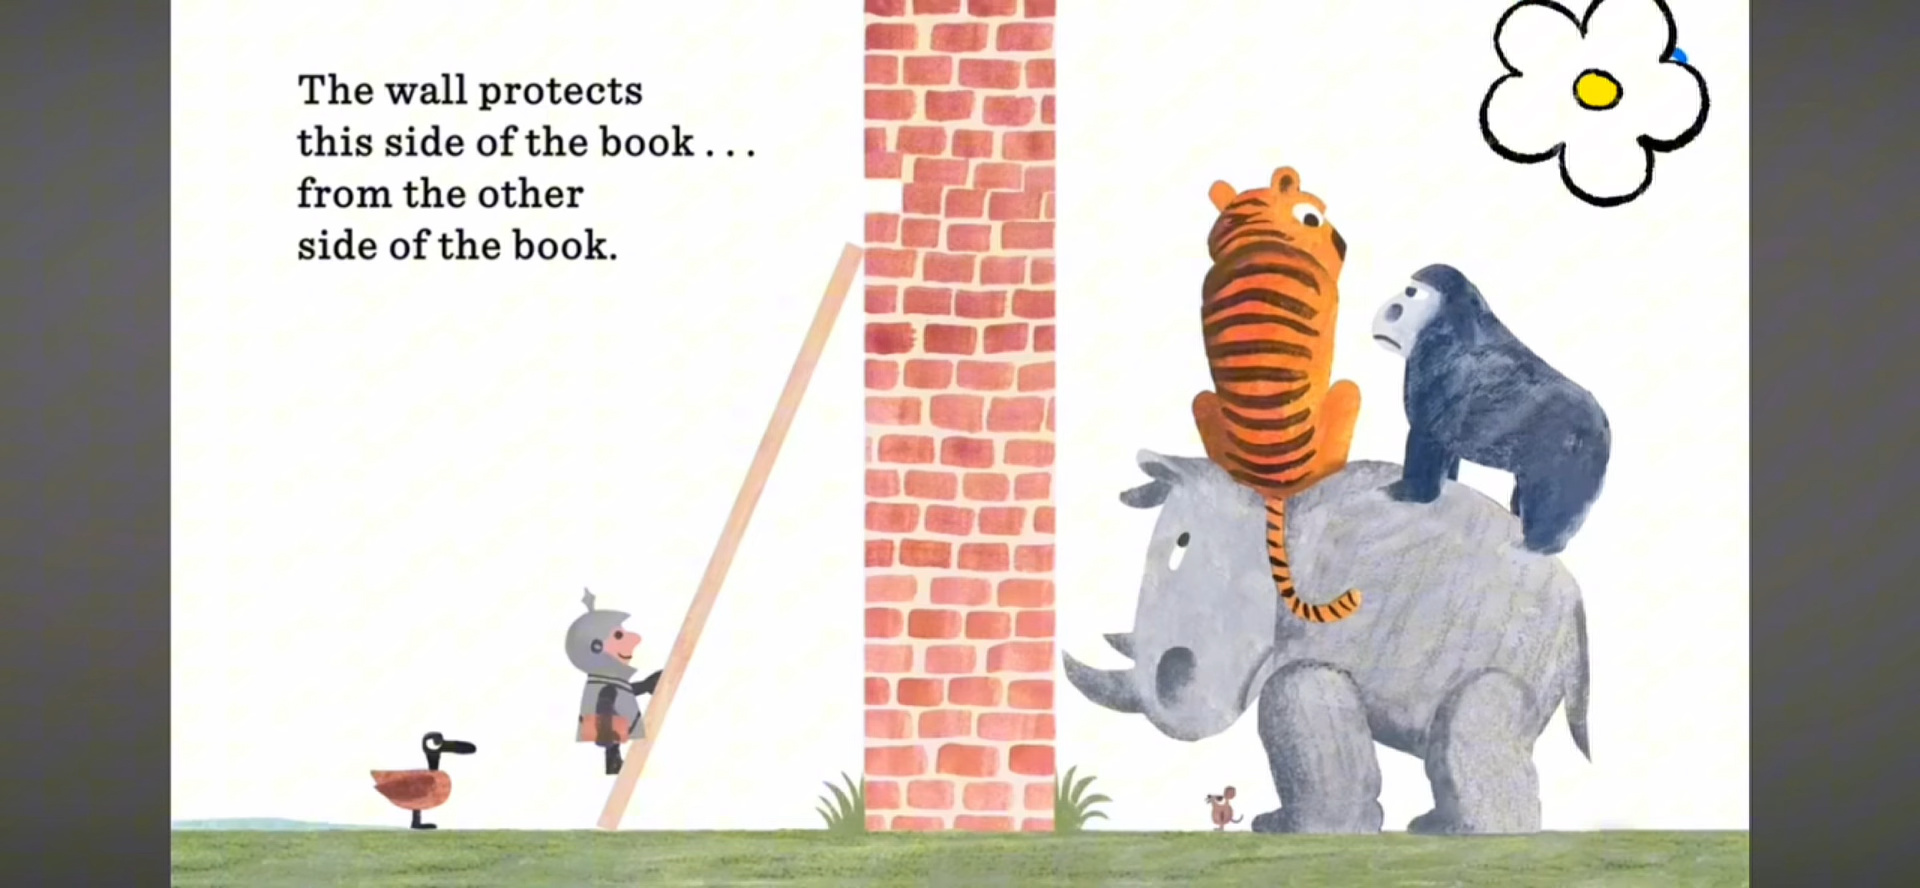 The wall protects
this side of the book . . .
from the other
side of the book.